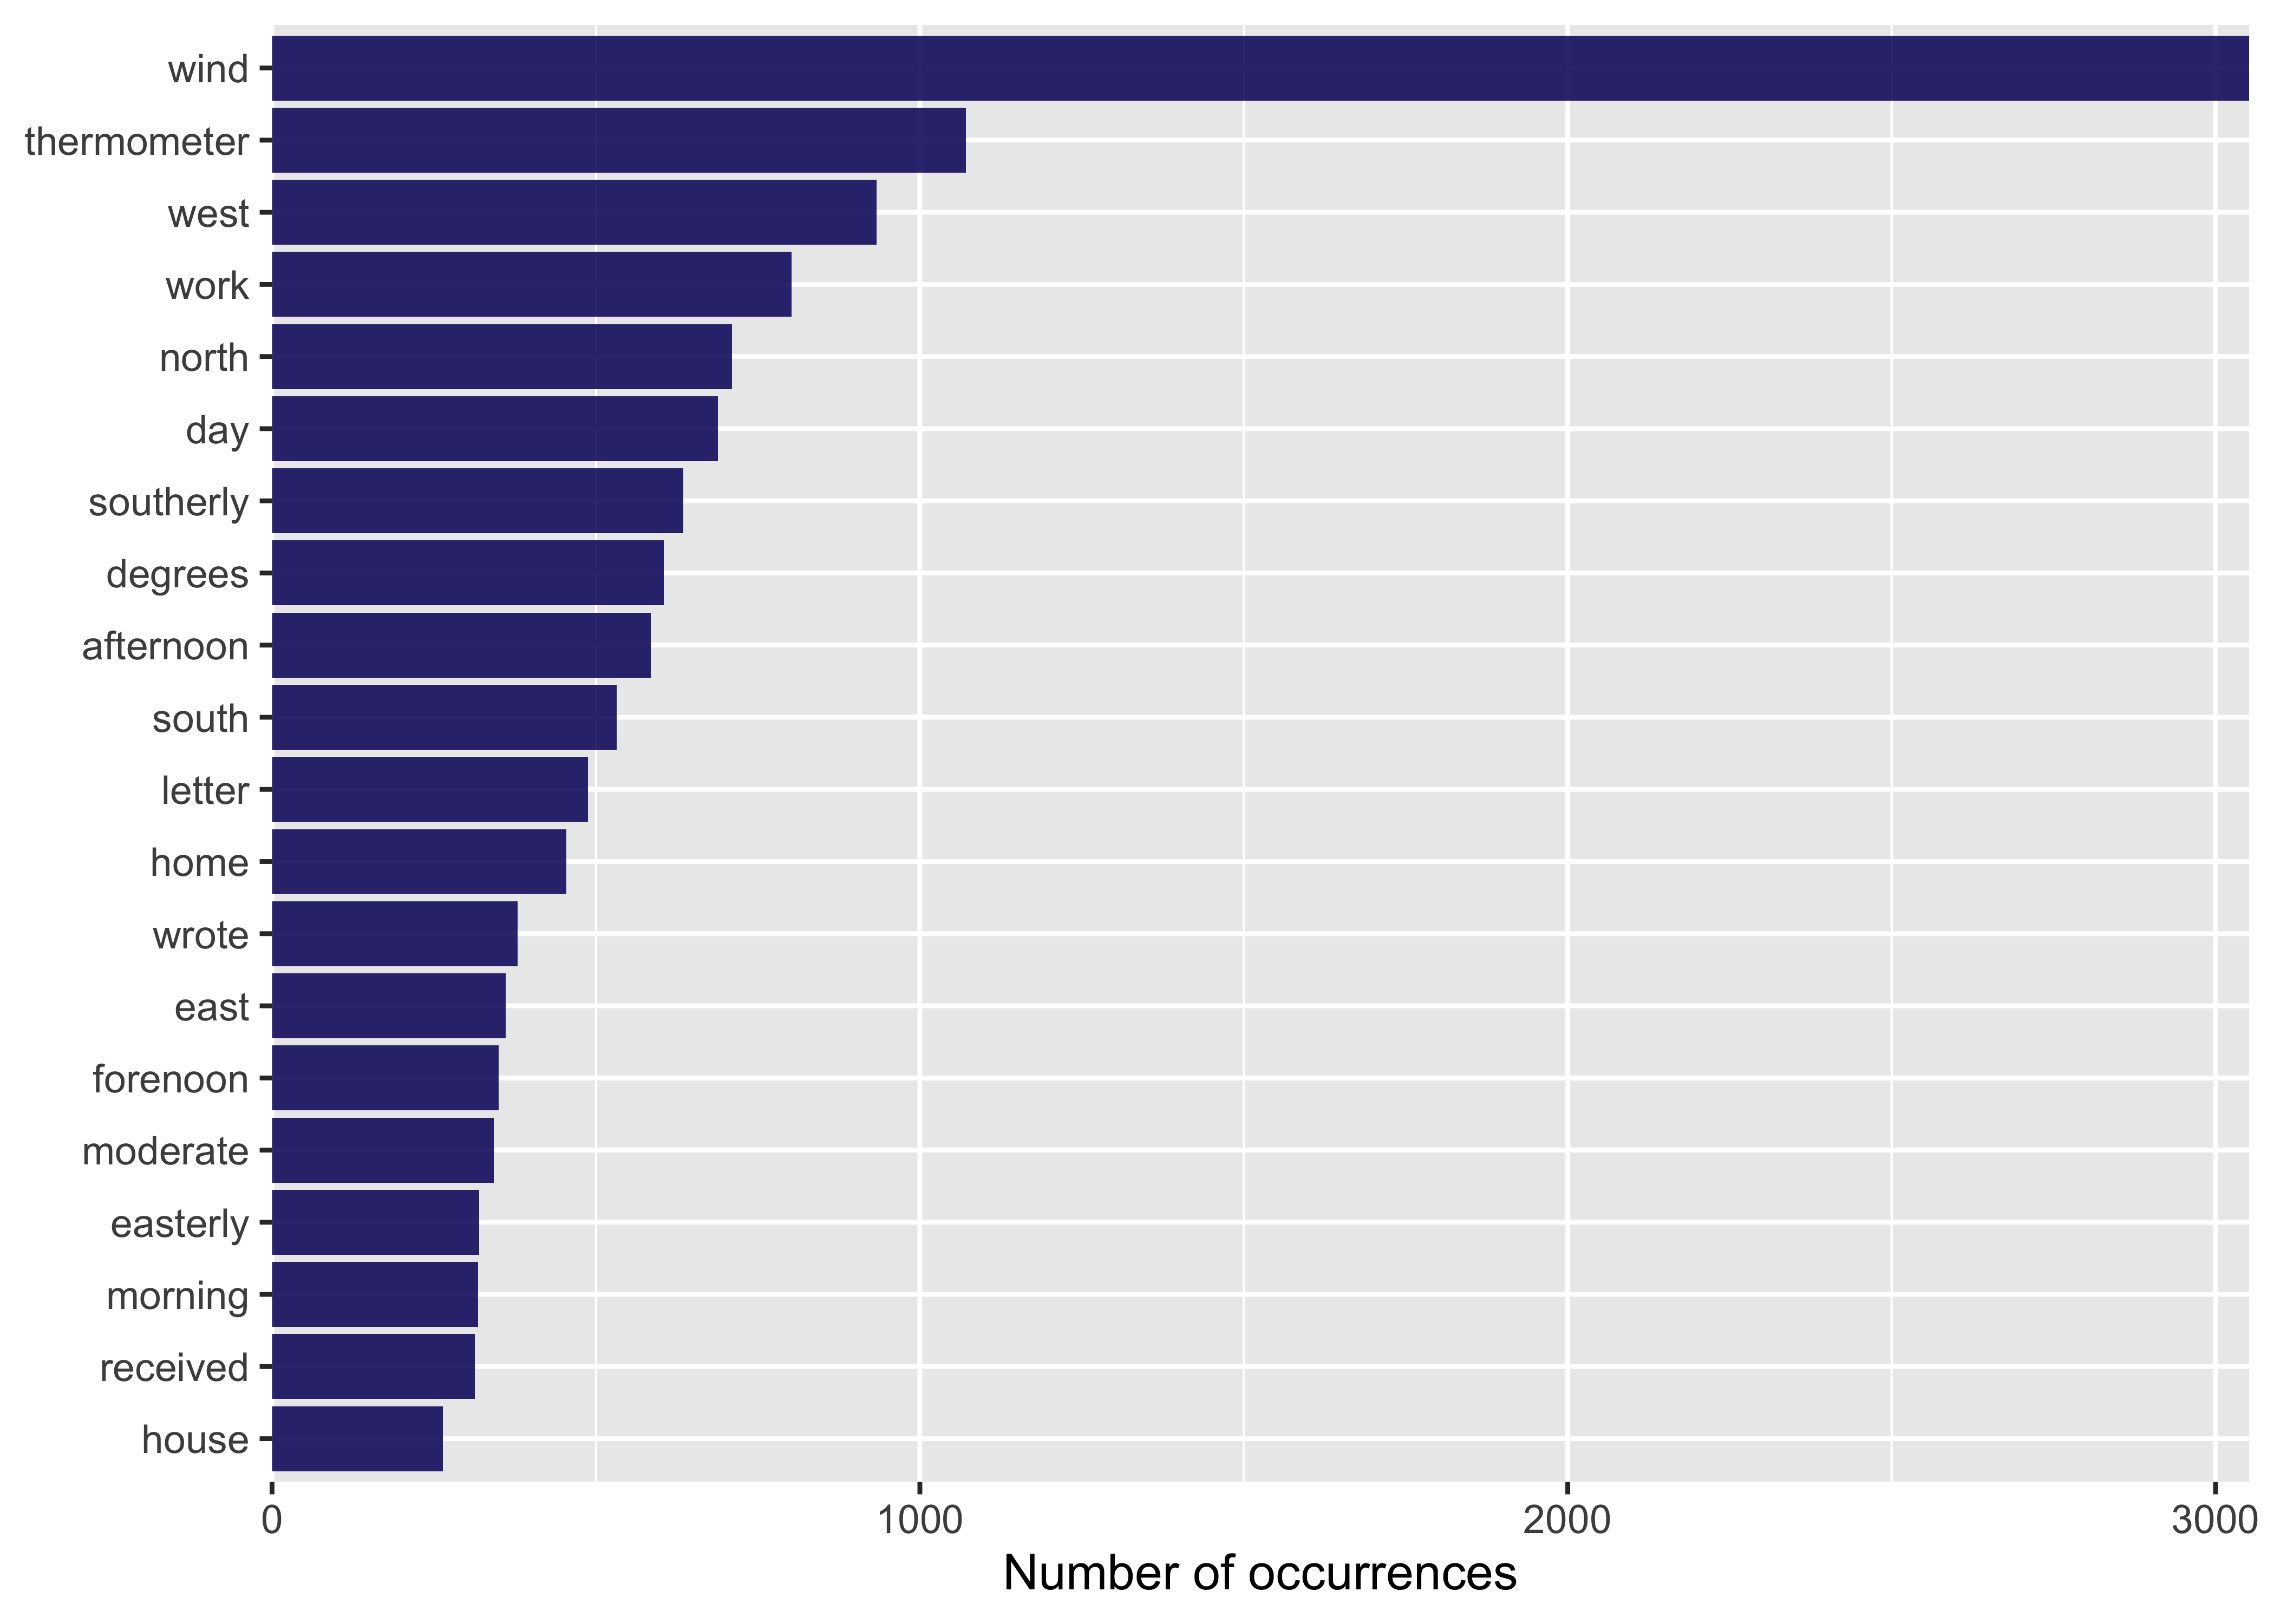 wind
thermometer
west
work
north
day
southerly
degrees
afternoon
south
letter
home
wrote
east
forenoon
moderate
easterly
morning
received
house
0 1000 2000 3000
Number of occurrences